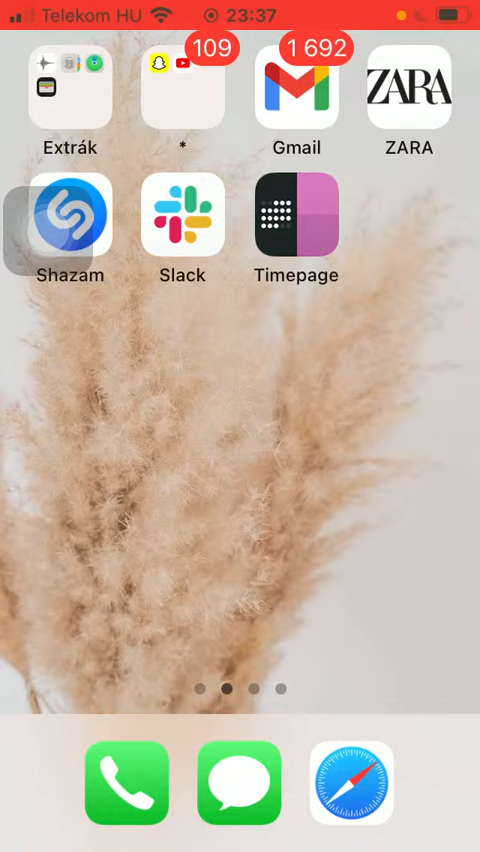 Telekom HU 23:37
109 1 692
ZARA
Extrák * Gmail ZARA
Shazam Slack Timepage